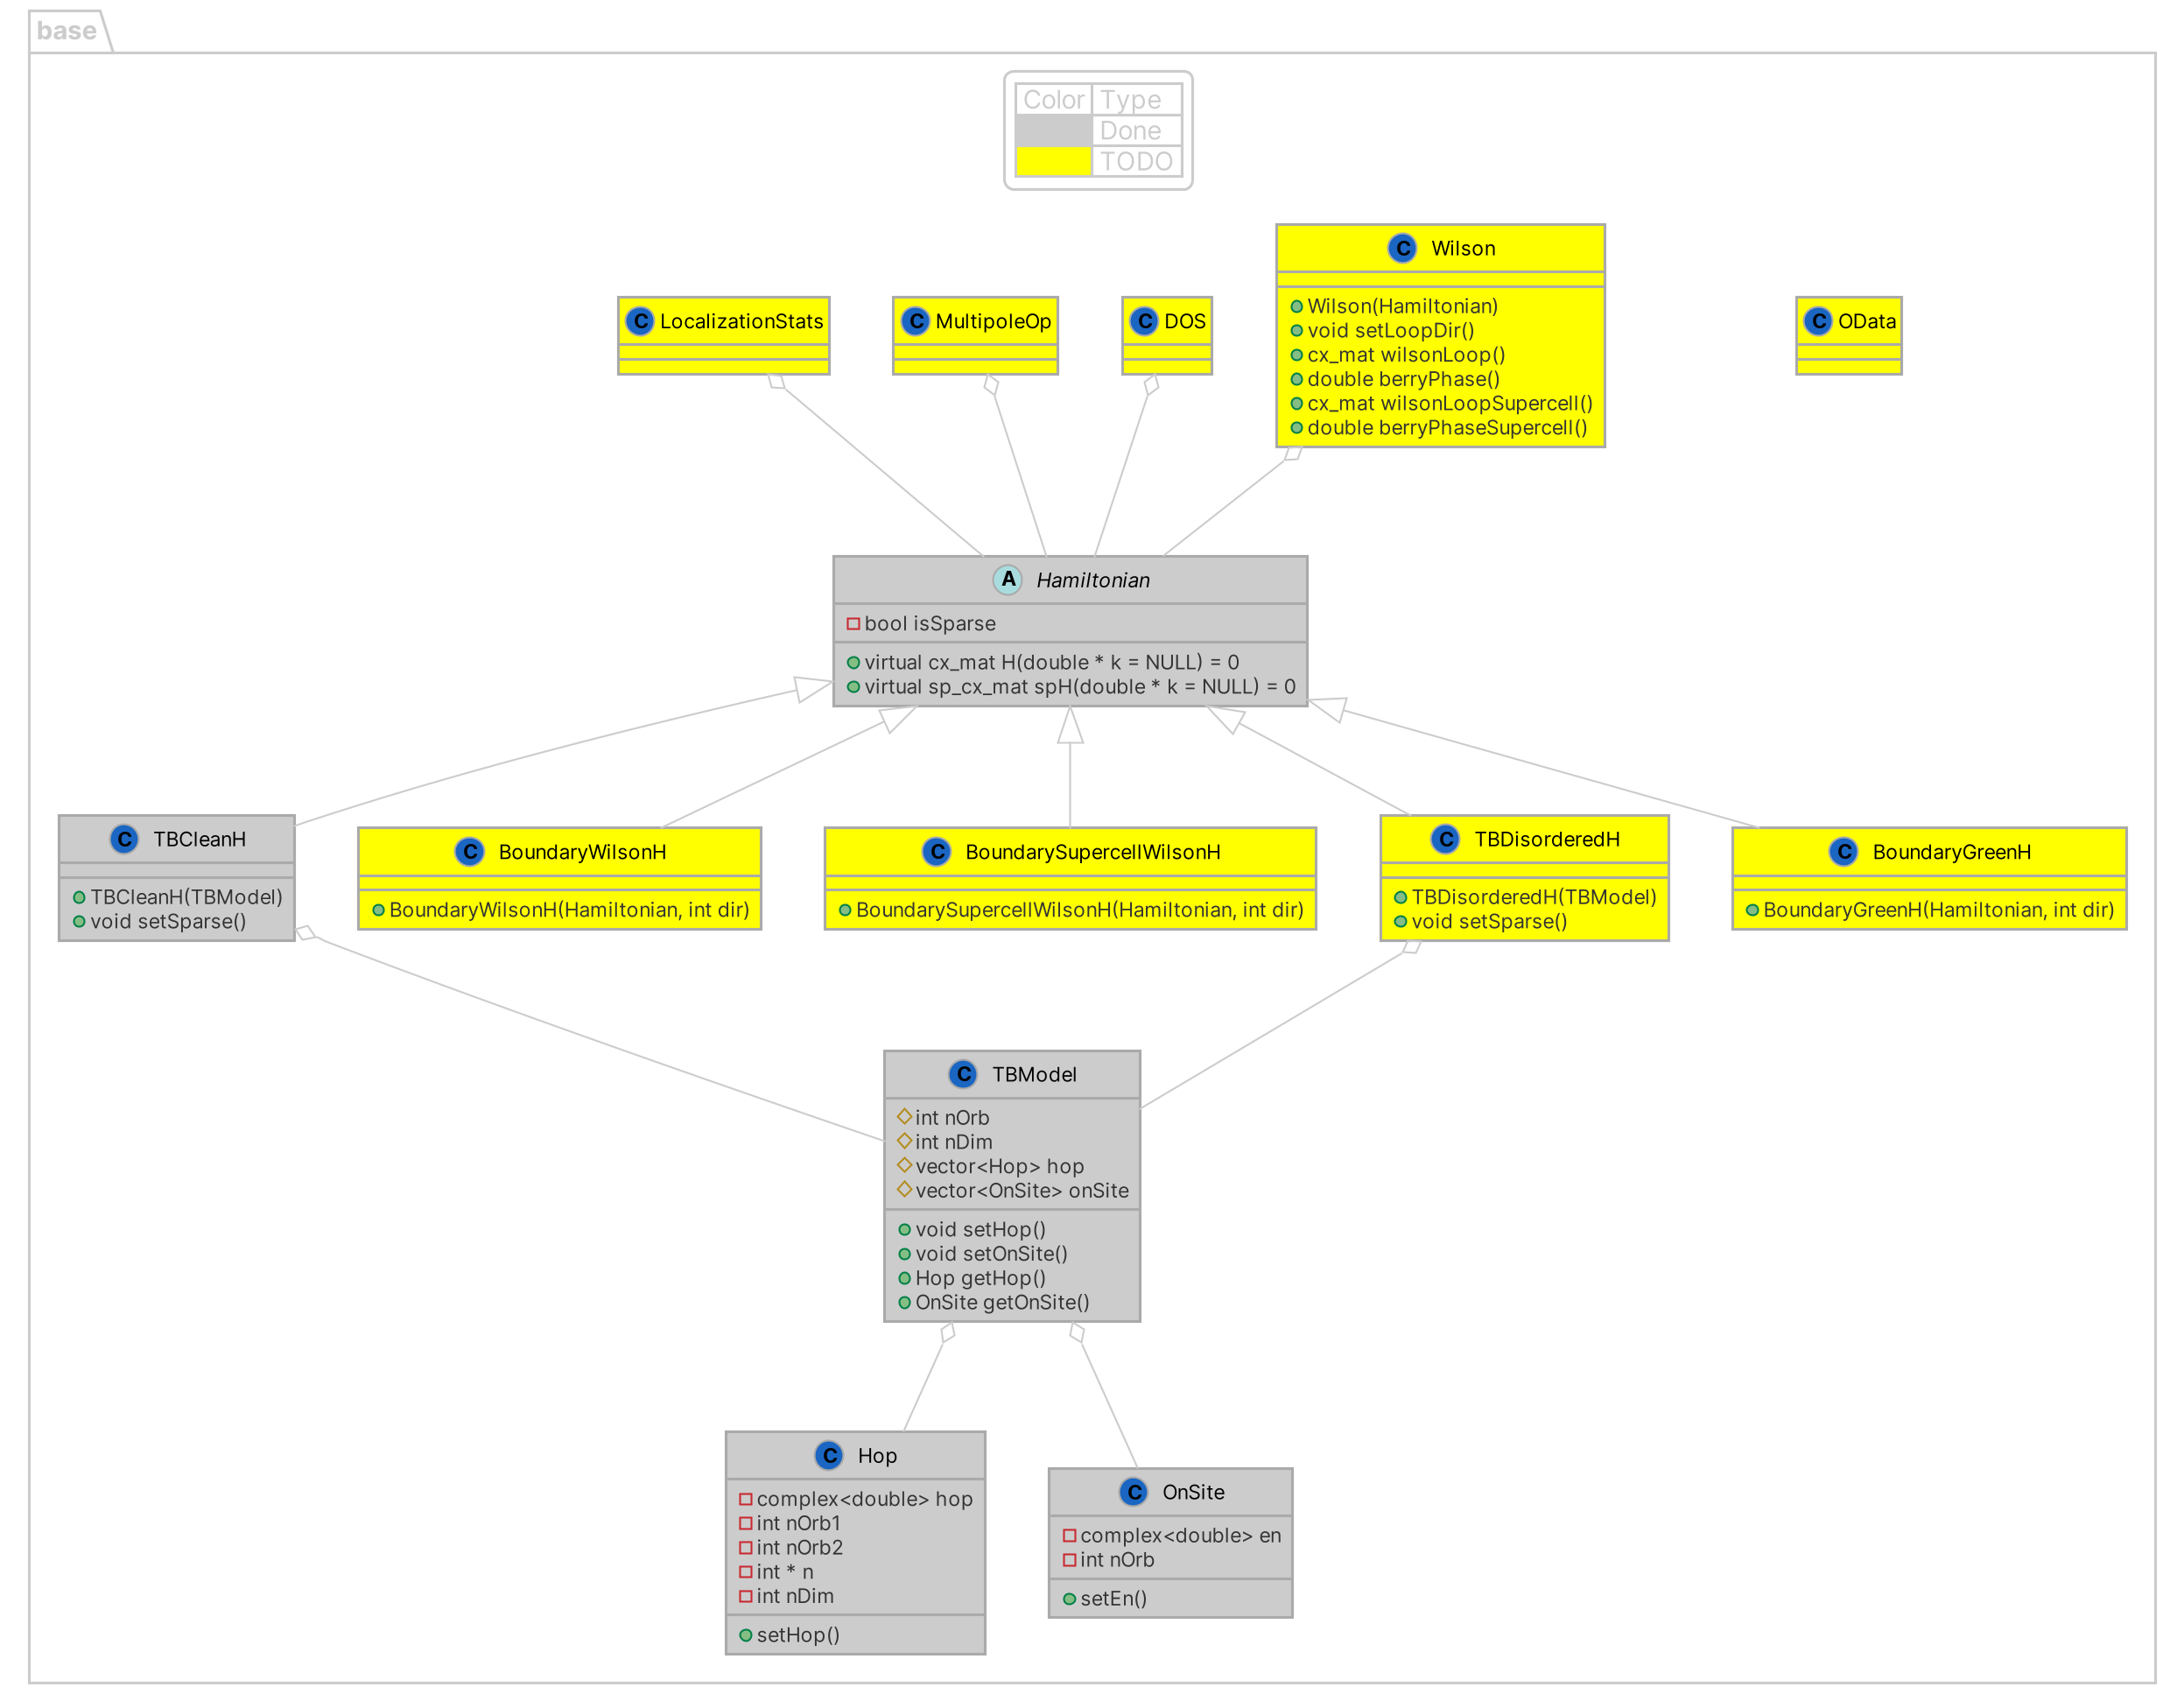 base
Color Type
Done
TODO
C Wilson
Wilson(Hamiltonian)
void setLoopDir()
cx_mat wilsonLoop()
double berryPhase()
cx_mat wilsonLoopSupercell()
double berryPhaseSupercell()
C LocalizationStats
C MultipoleOp
C DOS
C OData
A Hamiltonian
bool isSparse
virtual cx_mat H(double * k = NULL) = 0
virtual sp_cx_mat spH(double * k = NULL) = 0
C TBCleanH
TBCleanH(TBModel)
void setSparse()
C BoundaryWilsonH
BoundaryWilsonH(Hamiltonian, int dir)
C BoundarySupercellWilsonH
BoundarySupercellWilsonH(Hamiltonian, int dir)
C TBDisorderedH
TBDisorderedH(TBModel)
void setSparse()
C BoundaryGreenH
BoundaryGreenH(Hamiltonian, int dir)
C TBModel
int nOrb
int nDim
vector<Hop> hop
vector<OnSite> onSite
void setHop()
void setOnSite()
Hop getHop()
OnSite getOnSite()
C Hop
complex<double> hop
int nOrb1
int nOrb2
int * n
int nDim
setHop()
C OnSite
complex<double> en
int nOrb
setEn()